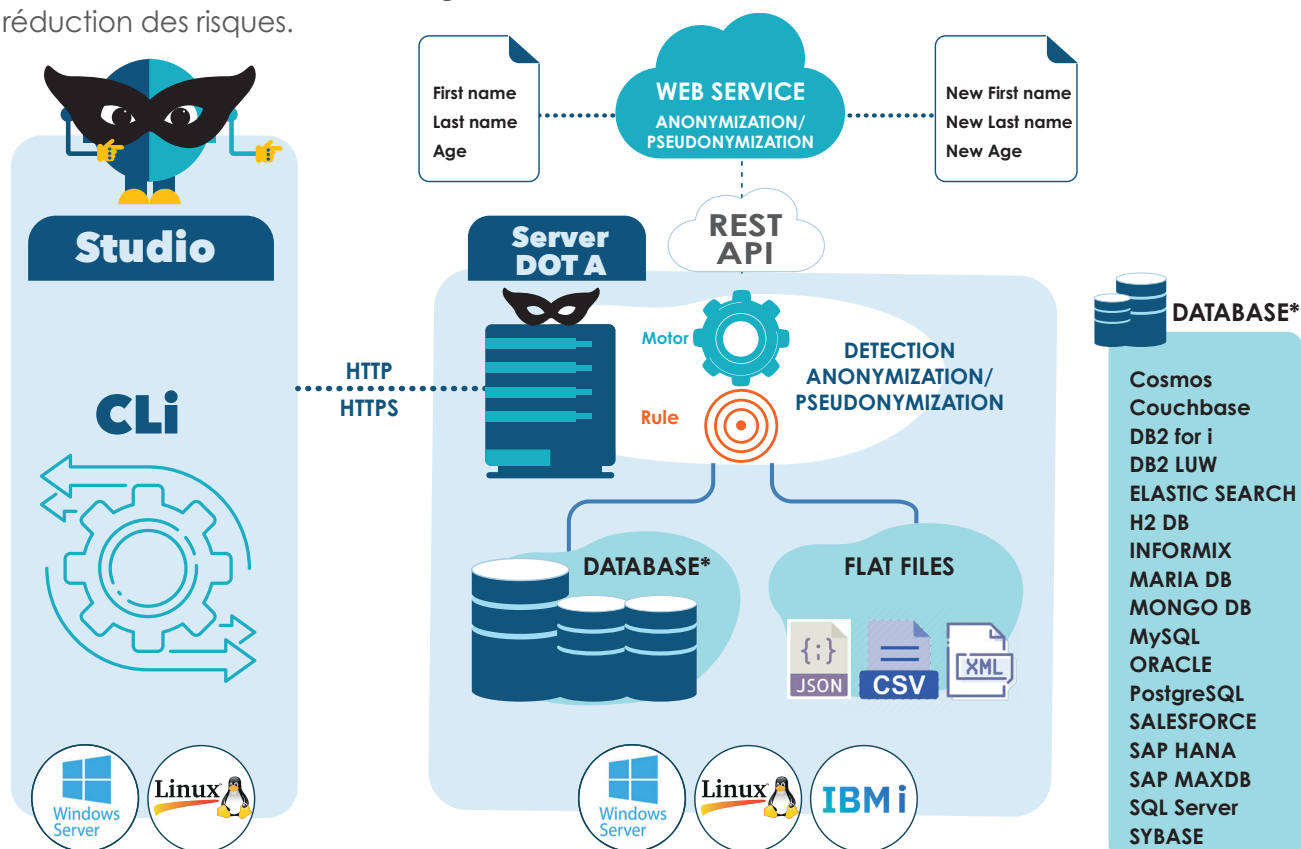 réduction des risques.
First name
Last name
Age
WEB SERVICE
ANONYMIZATION/
PSEUDONYMIZATION
New First name
New Last name
New Age
REST
API
Studio
CLi
Windows
Server
Linux
HTTP
HTTPS
Server
DOT A
Motor
Rule
DETECTION
ANONYMIZATION/
PSEUDONYMIZATION
DATABASE*
FLAT FILES
{;}
JSON
CSV
XML
Windows
Server
Linux
IBM i
DATABASE*
Cosmos
Couchbase
DB2 for i
DB2 LUW
ELASTIC SEARCH
H2 DB
INFORMIX
MARIA DB
MONGO DB
MySQL
ORACLE
PostgreSQL
SALESFORCE
SAP HANA
SAP MAXDB
SQL Server
SYBASE